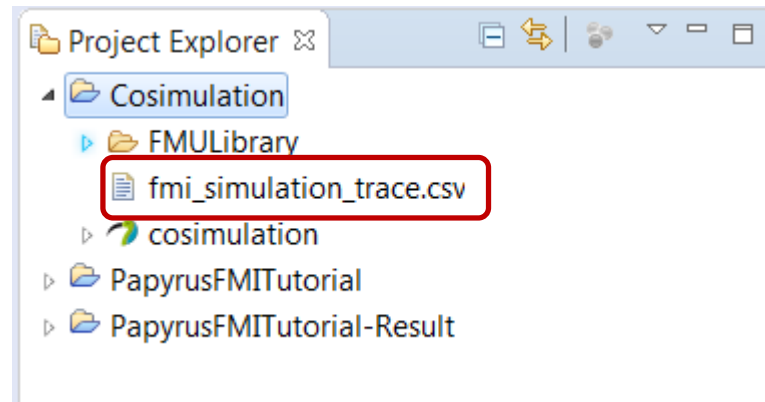 Project Explorer
Cosimulation
FMULibrary
fmi_simulation_trace.csv
cosimulation
PapyrusFMITutorial
PapyrusFMITutorial-Result